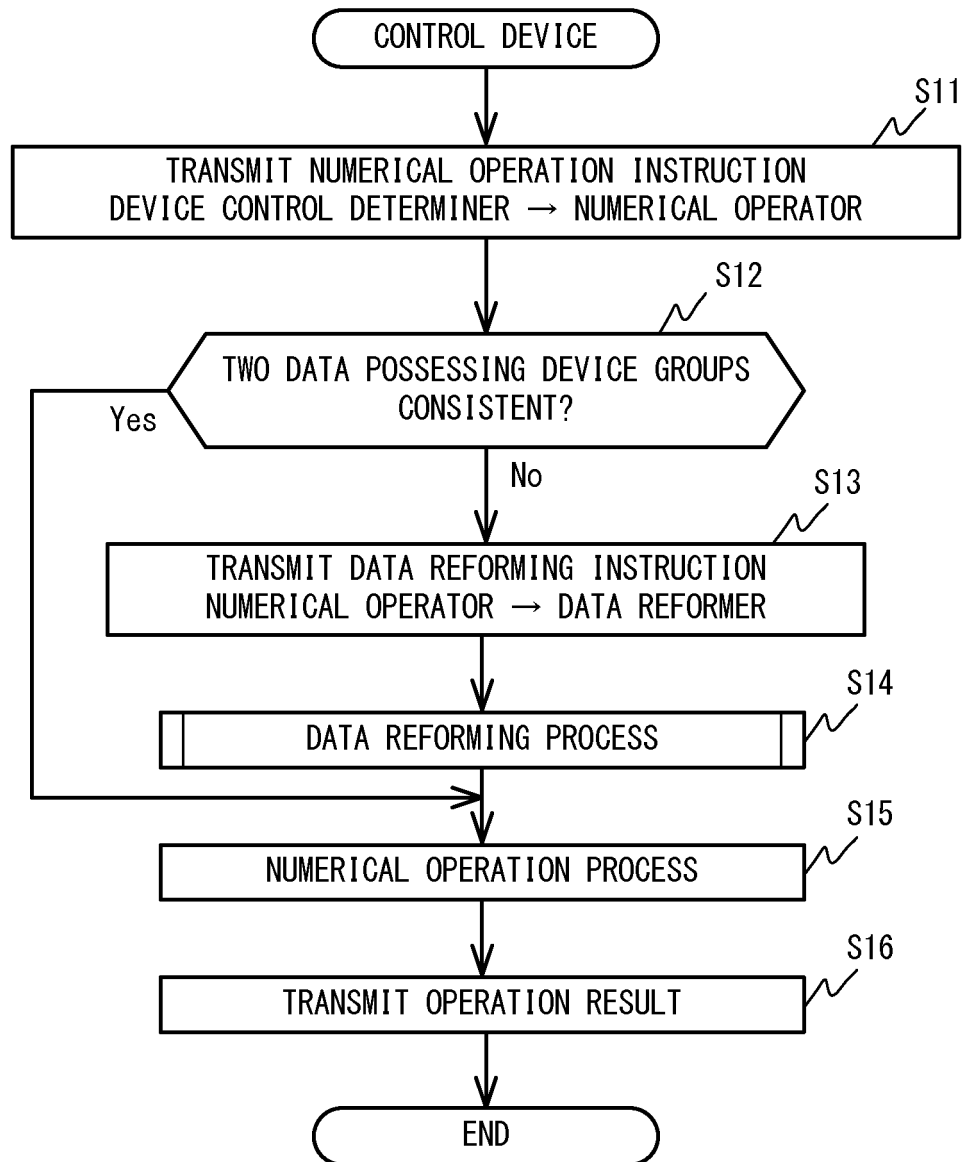 CONTROL DEVICE
S11
TRANSMIT NUMERICAL OPERATION INSTRUCTION
DEVICE CONTROL DETERMINER → NUMERICAL OPERATOR
S12
TWO DATA POSSESSING DEVICE GROUPS
CONSISTENT?
Yes
No
S13
TRANSMIT DATA REFORMING INSTRUCTION
NUMERICAL OPERATOR → DATA REFORMER
S14
DATA REFORMING PROCESS
S15
NUMERICAL OPERATION PROCESS
S16
TRANSMIT OPERATION RESULT
END